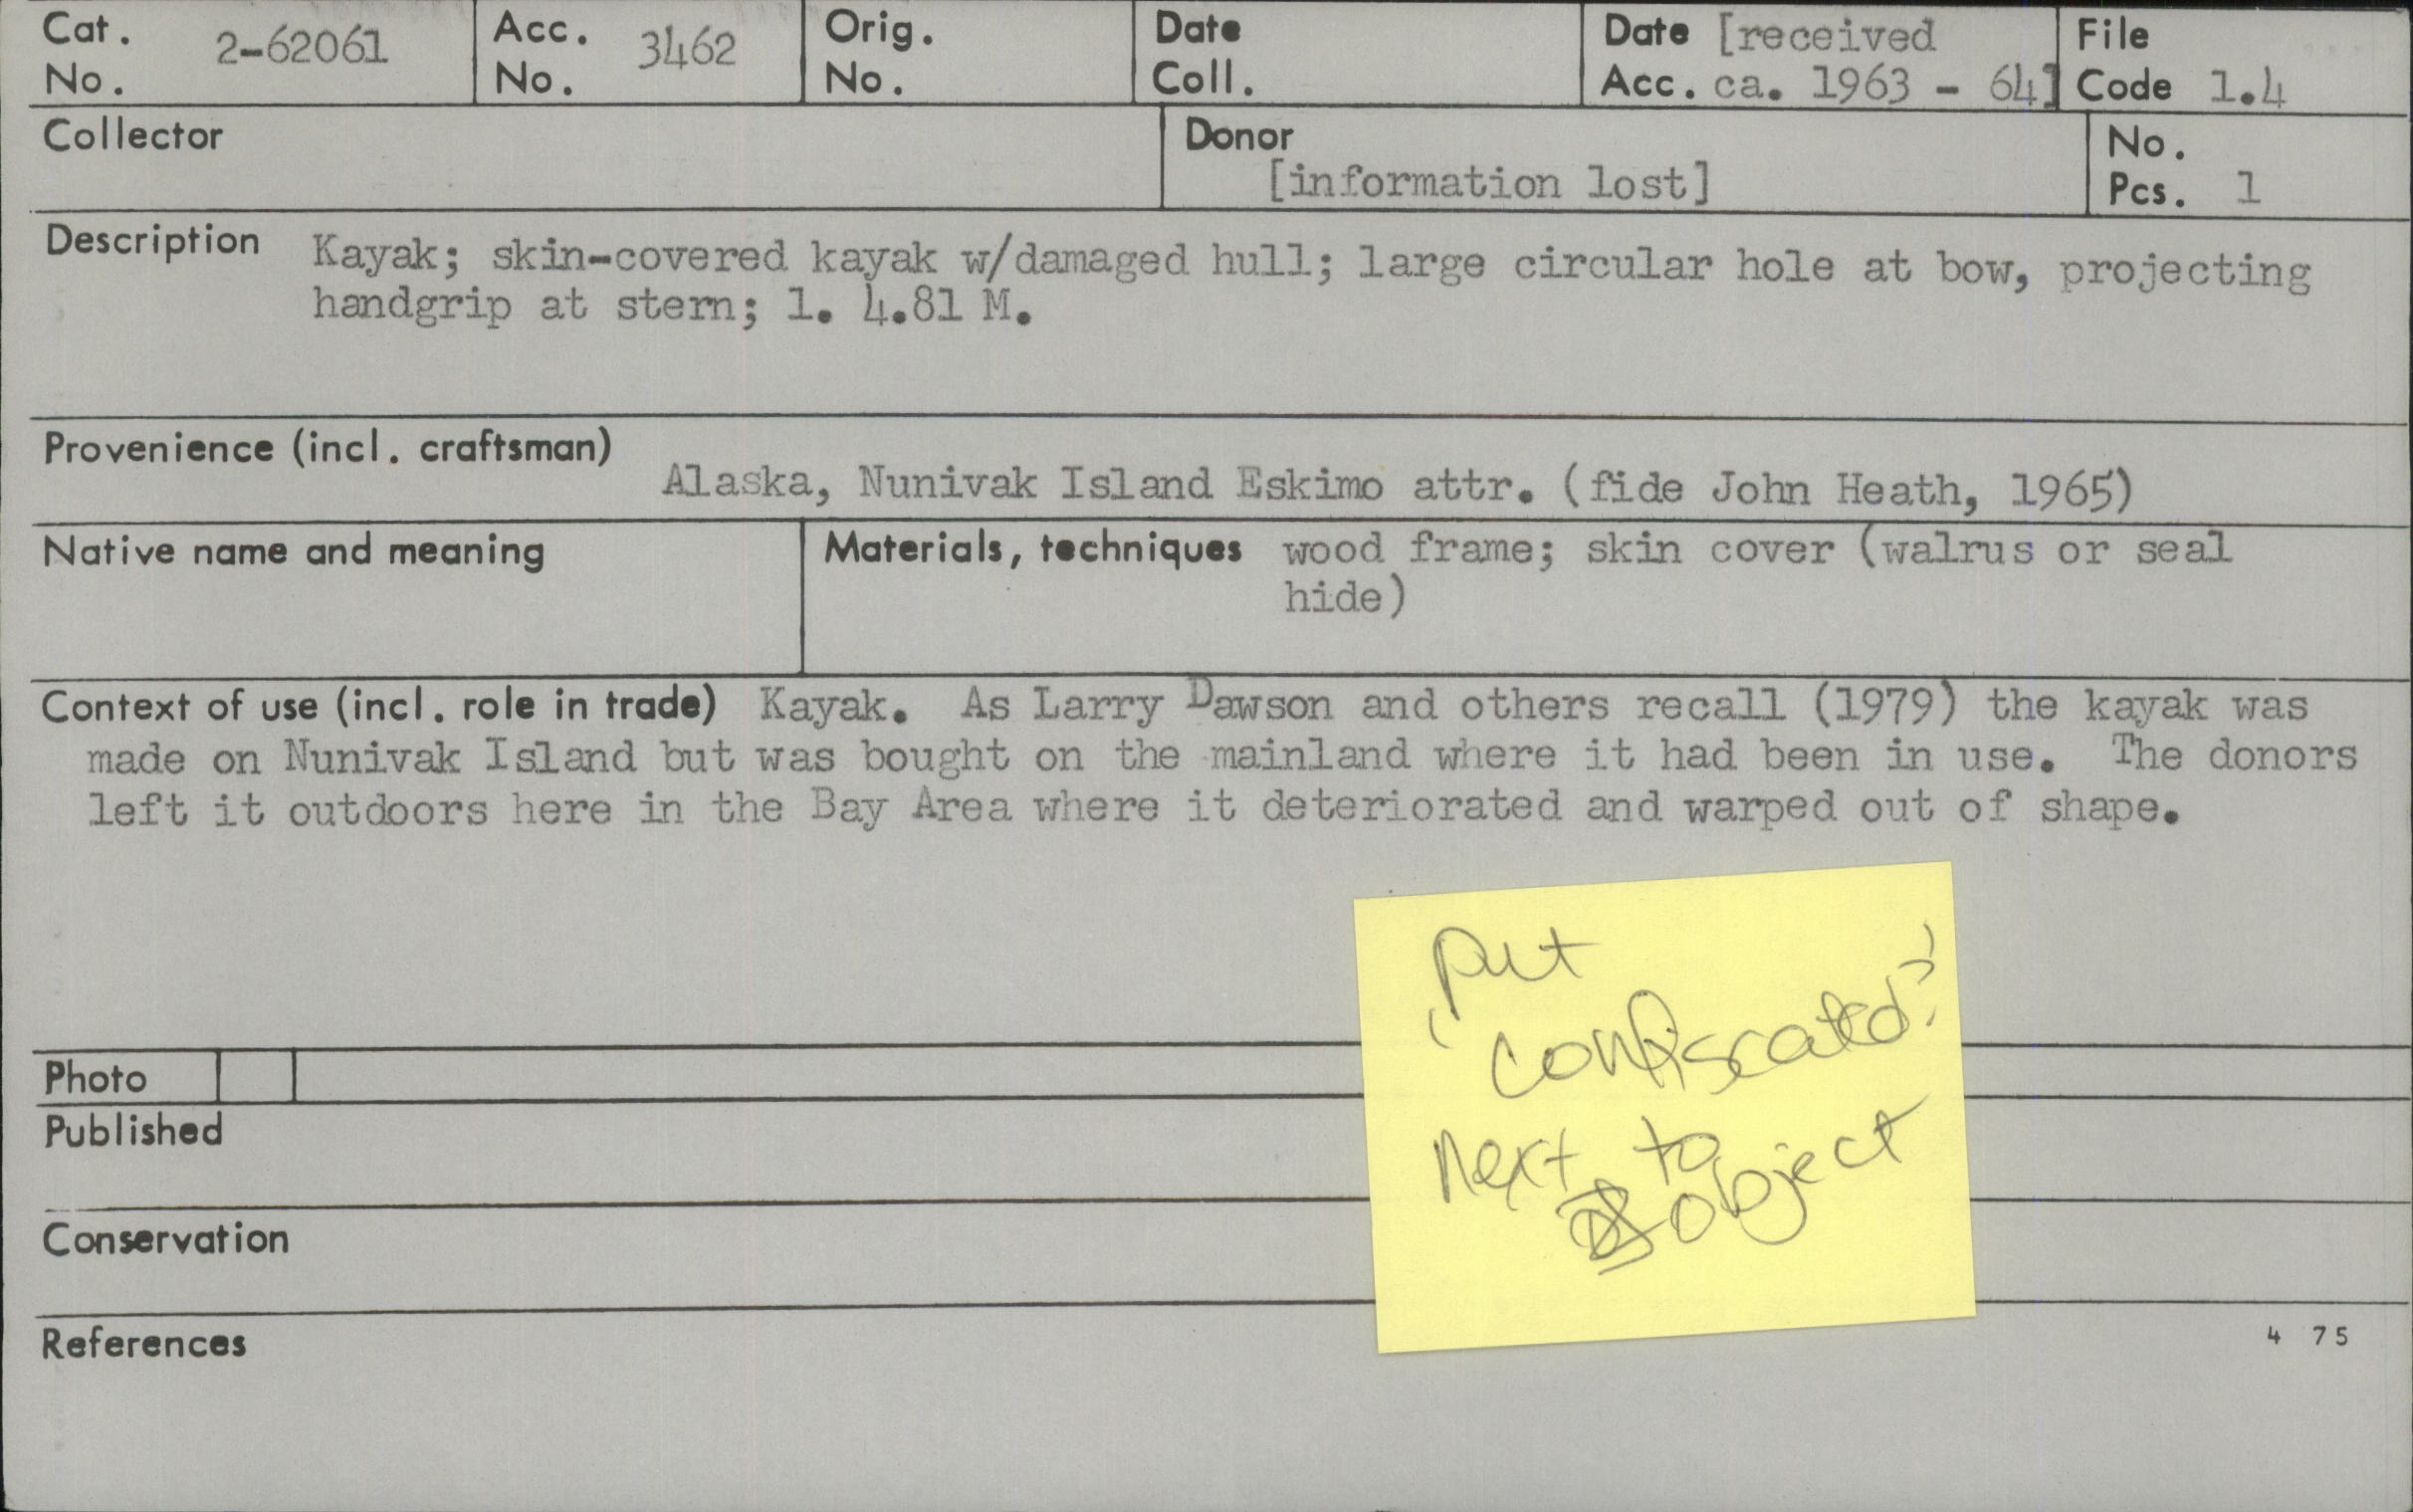 Cat. No. 2-62061
Acc. No. 3462
Orig. No.
Date Coll.
Date Acc. [received ca. 1963 - 64]
File Code 1.4
Collector
Donor
[information lost]
No. Pcs. 1
Description Kayak; skin-covered kayak w/damaged hull; large circular hole at bow, projecting
handgrip at stern; l. 4.81 M.
Provenience (incl. craftsman)
Alaska, Nunivak Island Eskimo attr. (fide John Heath, 1965)
Native name and meaning
Materials, techniques wood frame; skin cover (walrus or seal
hide)
Context of use (incl. role in trade) Kayak. As Larry Dawson and others recall (1979) the kayak was
made on Nunivak Island but was bought on the mainland where it had been in use. The donors
left it outdoors here in the Bay Area where it deteriorated and warped out of shape.
put
"confiscated"
next to
object
Photo
Published
Conservation
References
4 75